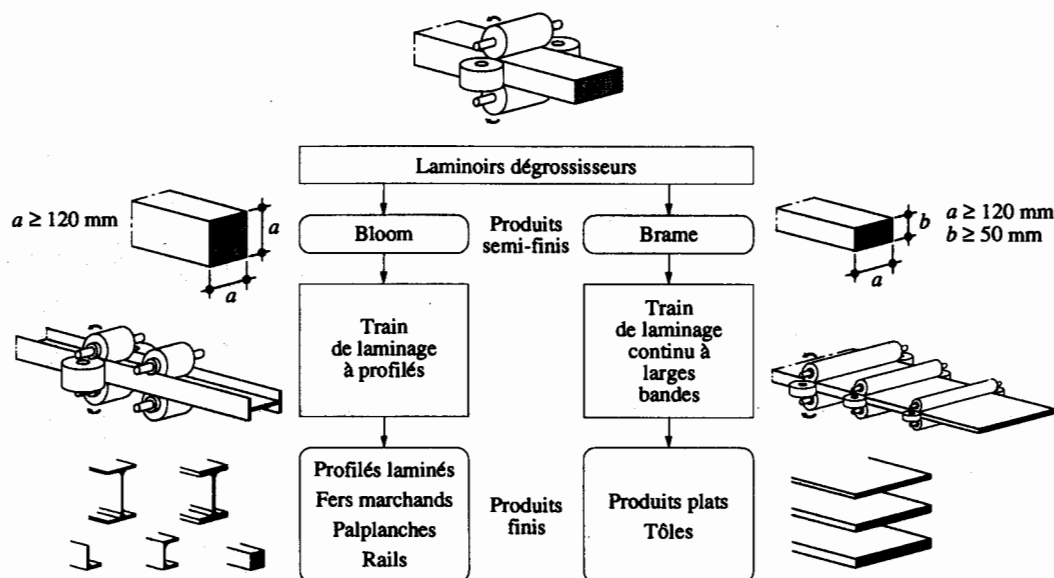 Laminoirs dégrossisseurs
a ≥ 120 mm
a
a
Bloom
Produits
semi-finis
Brame
b
a
a ≥ 120 mm
b ≥ 50 mm
Train
de laminage
à profilés
Train
de laminage
continu à
larges
bandes
Profilés laminés
Fers marchands
Palplanches
Rails
Produits
finis
Produits plats
Tôles